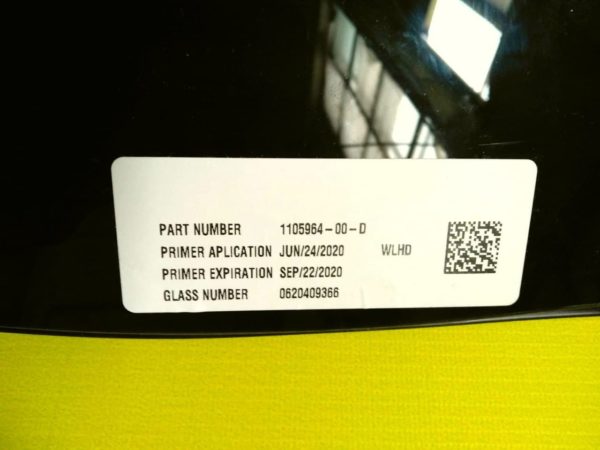 PART NUMBER 1105964-00-D
PRIMER APLICATION JUN/24/2020 WLHD
PRIMER EXPIRATION SEP/22/2020
GLASS NUMBER 0620409366